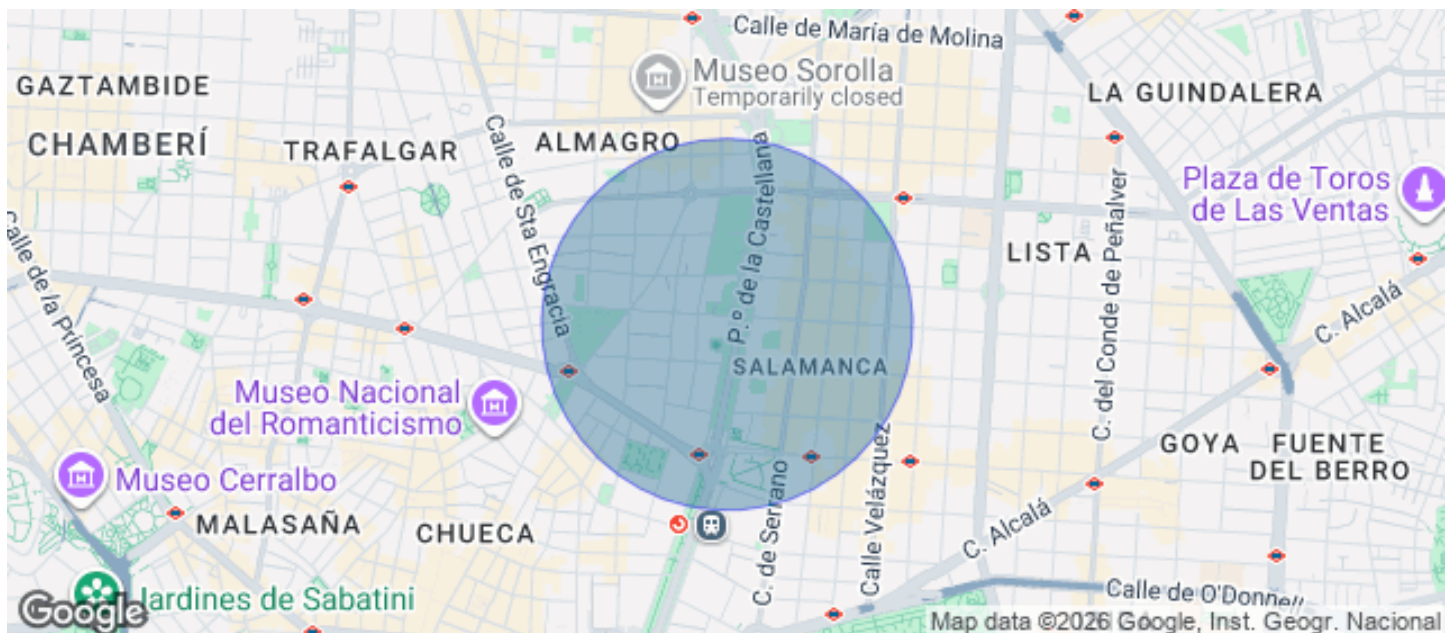 Calle de María de Molina
Museo Sorolla
Temporarily closed
GAZTAMBIDE
LA GUINDALERA
CHAMBERÍ
TRAFALGAR
ALMAGRO
Calle de Sta Engracia
P.º de la Castellana
C. del Conde de Peñalver
Plaza de Toros
de Las Ventas
Calle de la Princesa
LISTA
C. Alcalá
SALAMANCA
Museo Nacional
del Romanticismo
Calle Velázquez
GOYA
FUENTE
DEL BERRO
Museo Cerralbo
MALASAÑA
CHUECA
C. de Serrano
C. Alcalá
Jardines de Sabatini
Calle de O'Donnell
Google
Map data ©2026 Google, Inst. Geogr. Nacional